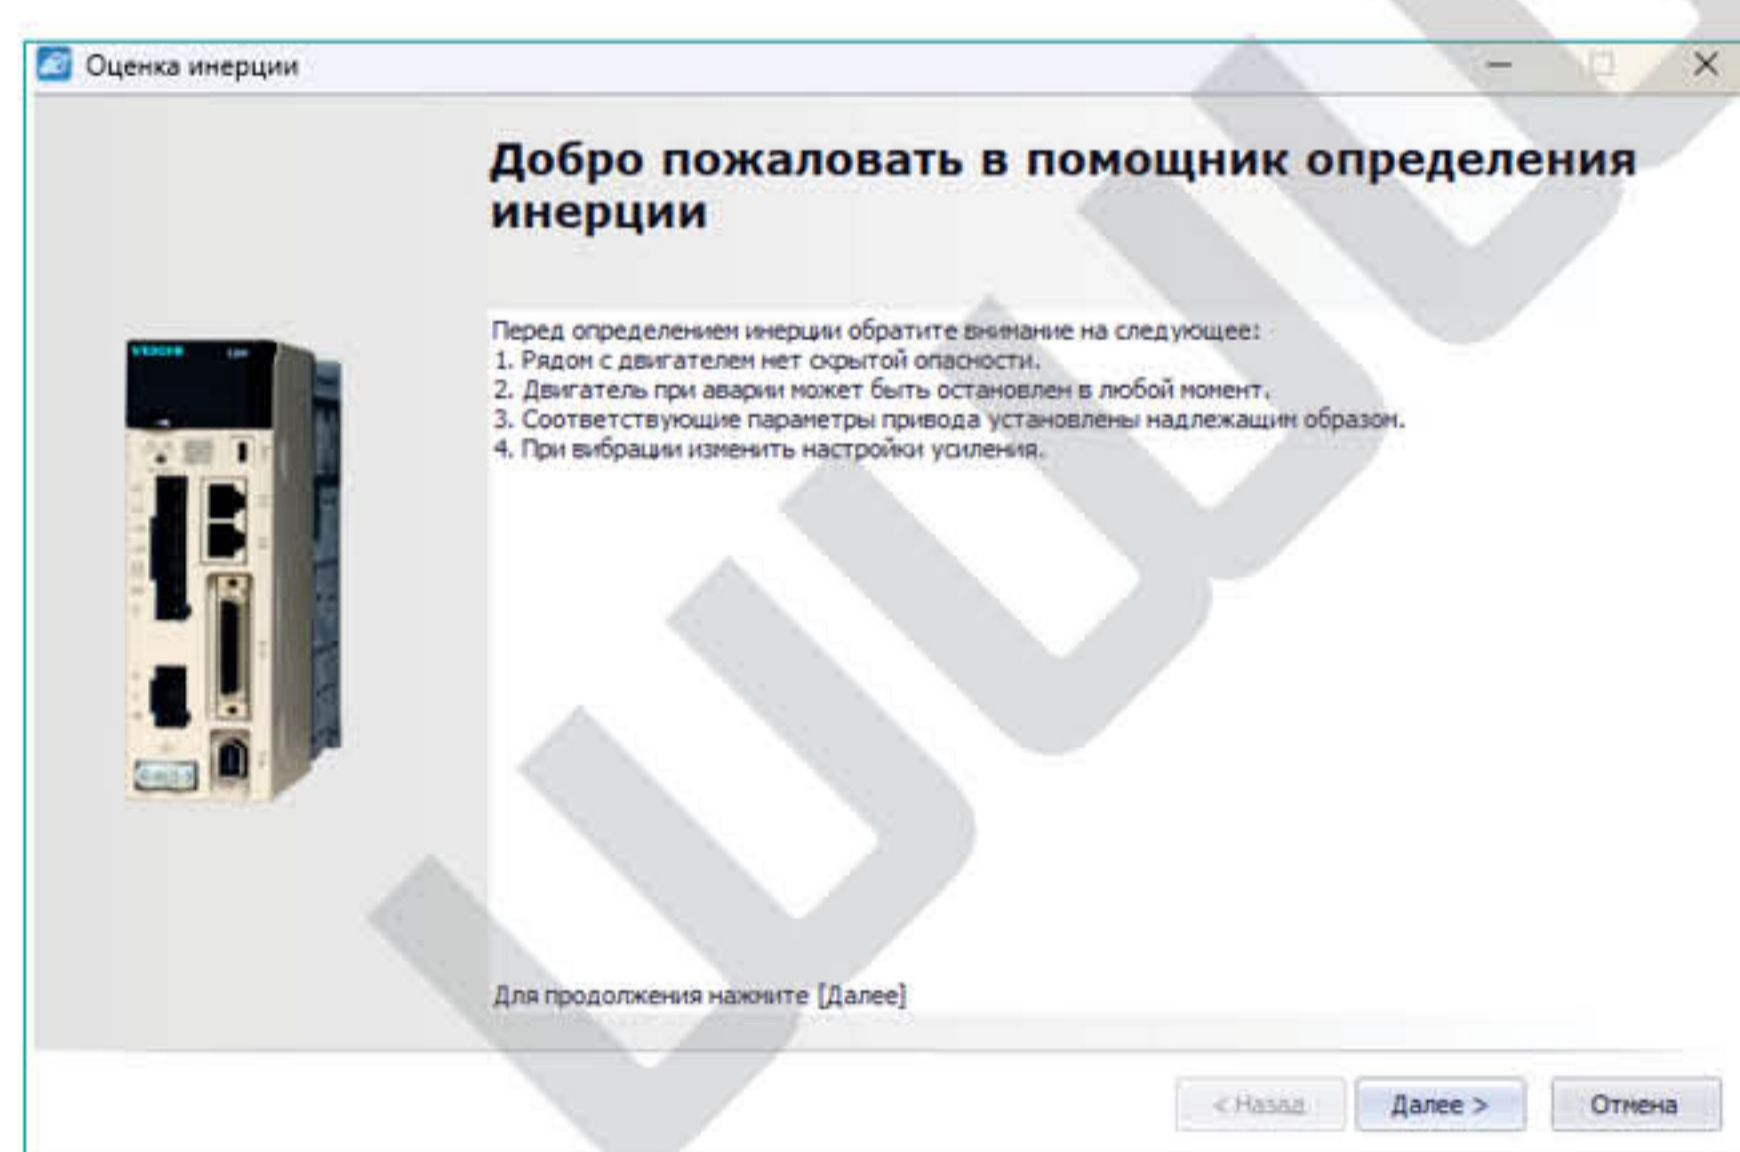 Оценка инерции
Добро пожаловать в помощник определения
инерции
Перед определением инерции обратите внимание на следующее:
1. Рядом с двигателем нет скрытой опасности.
2. Двигатель при аварии может быть остановлен в любой момент.
3. Соответствующие параметры привода установлены надлежащим образом.
4. При вибрации изменить настройки усиления.
Для продолжения нажмите [Далее]
< Назад
Далее >
Отмена